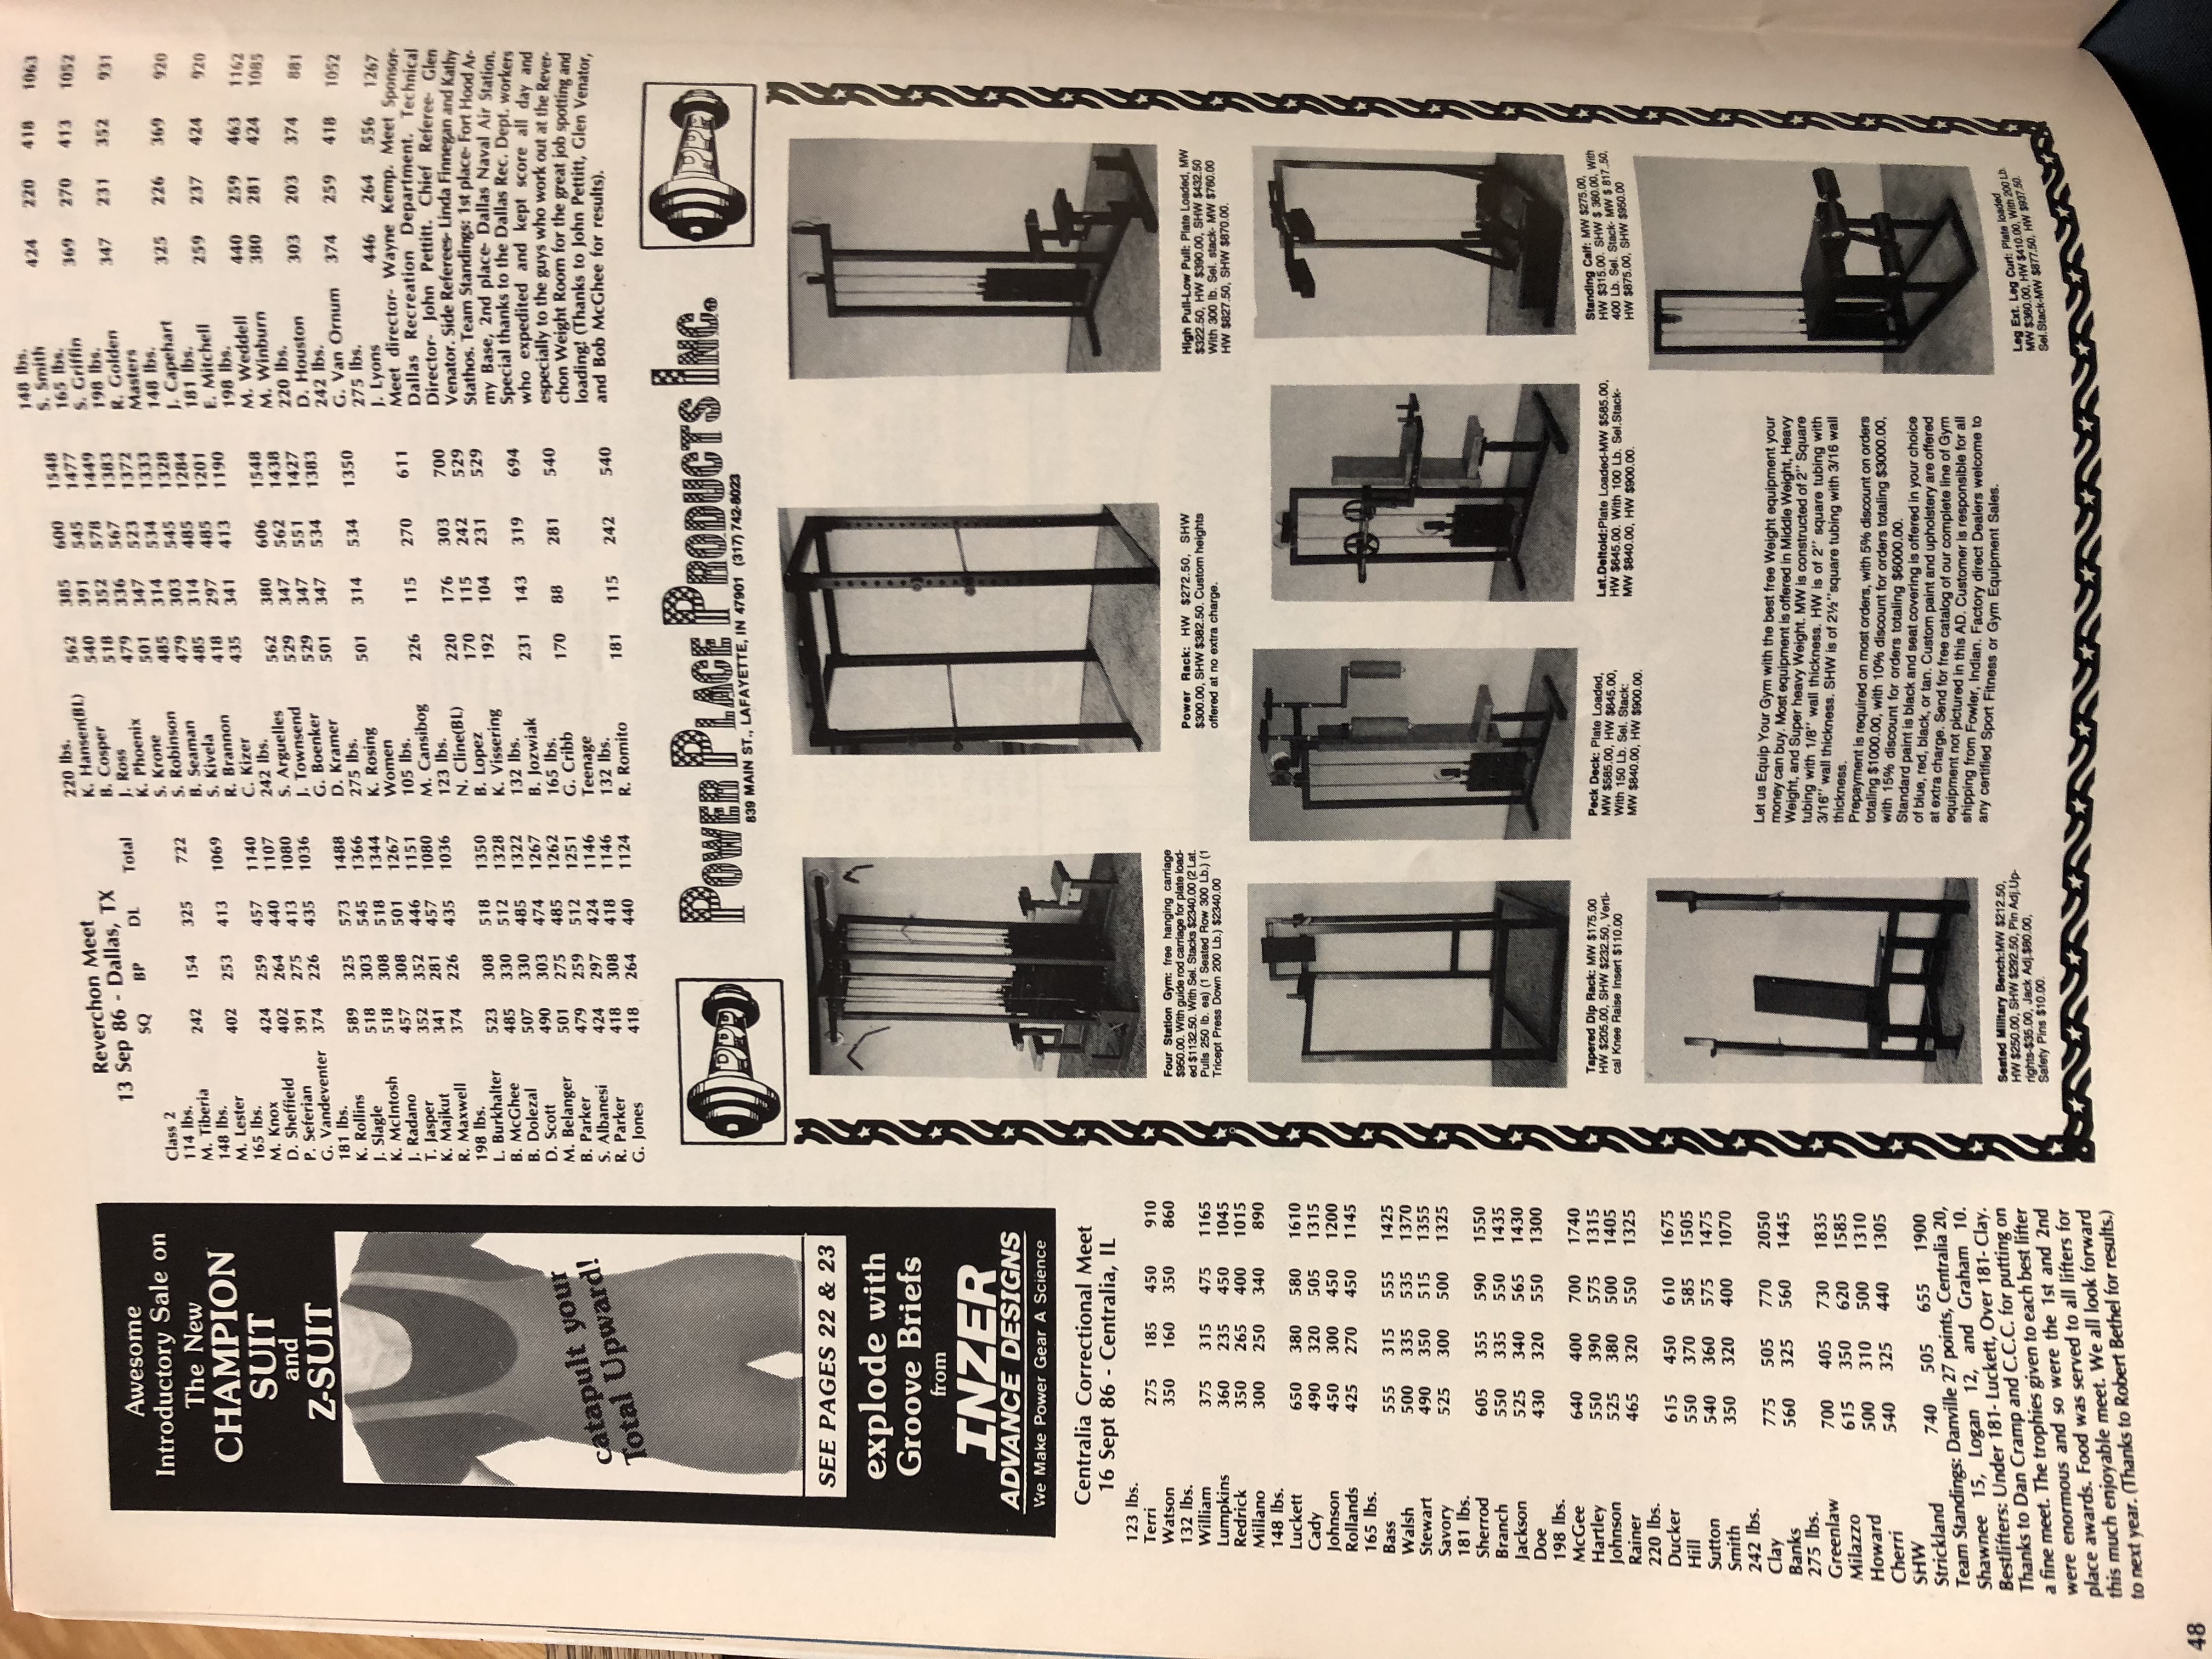 Awesome
Introductory Sale on
The New
CHAMPION
SUIT
and
Z-SUIT
catapult your
Total Upward!
SEE PAGES 22 & 23
explode with
Groove Briefs
from
INZER
ADVANCE DESIGNS
We Make Power Gear A Science
Centralia Correctional Meet
16 Sept 86 - Centralia, IL
123 lbs.
Terri 275 185 450 910
Watson 350 160 350 860
132 lbs.
William 375 315 475 1165
Lumpkins 360 235 450 1045
Redrick 350 265 400 1015
Miliano 300 250 340 890
148 lbs.
Luckett 650 380 580 1610
Cady 490 320 505 1315
Johnson 450 300 450 1200
Rollands 425 270 450 1145
165 lbs.
Bass 555 315 555 1425
Walsh 500 335 535 1370
Stewart 490 350 515 1355
Savory 525 300 500 1325
181 lbs.
Sherrod 605 355 590 1550
Branch 550 335 550 1435
Jackson 525 340 565 1430
Doe 430 320 550 1300
198 lbs.
McGee 640 400 700 1740
Hartley 550 390 575 1315
Johnson 525 380 500 1405
Rainer 465 320 550 1325
220 lbs.
Ducker 615 450 610 1675
Hill 550 370 585 1505
Sutton 540 360 575 1475
Smith 350 320 400 1070
242 lbs.
Clay 775 505 770 2050
Banks 560 325 560 1445
275 lbs.
Greenlaw 700 405 730 1835
Milazzo 615 350 620 1585
Howard 500 310 500 1310
Cherri 540 325 440 1305
SHW
Strickland 740 505 655 1900
Team Standings: Danville 27 points, Centralia 20,
Shawnee 15, Logan 12, and Graham 10.
Bestlifters: Under 181- Luckett, Over 181- Clay.
Thanks to Dan Cramp and C.C.C. for putting on
a fine meet. The trophies given to each best lifter
were enormous and so were the 1st and 2nd
place awards. Food was served to all lifters for
this much enjoyable meet. We all look forward
to next year. (Thanks to Robert Bethel for results.)
48
Reverchon Meet
13 Sep 86 - Dallas, TX
SQ BP DL Total
Class 2
114 lbs.
M. Tiberia 242 154 325 722
148 lbs.
M. Lester 402 253 413 1069
165 lbs.
M. Knox 424 259 457 1140
D. Sheffield 402 264 440 1107
P. Seferian 391 275 413 1080
G. Vandeventer 374 226 435 1036
181 lbs.
K. Rollins 589 325 573 1488
J. Slagle 518 303 545 1366
K. McIntosh 518 308 518 1344
J. Radano 457 308 501 1267
T. Jasper 352 352 446 1151
K. Majkut 341 281 457 1080
R. Maxwell 374 226 435 1036
198 lbs.
L. Burkhalter 523 308 518 1350
B. McGhee 485 330 512 1328
B. Dolezal 507 330 485 1322
D. Scott 490 303 474 1267
M. Belanger 501 275 485 1262
B. Parker 479 259 512 1251
S. Albanesi 424 297 424 1146
R. Parker 418 308 418 1146
G. Jones 418 264 440 1124
220 lbs.
K. Hansen(BL) 562 385 600 1548
B. Cosper 540 391 545 1477
J. Ross 518 352 578 1449
K. Phoenix 479 336 567 1383
S. Krone 501 347 523 1372
S. Robinson 485 314 534 1333
B. Seaman 479 303 545 1328
S. Kivela 485 314 485 1284
R. Brannon 418 297 485 1201
C. Kizer 435 341 413 1190
242 lbs.
S. Arguelles 562 380 606 1548
J. Townsend 529 347 562 1438
G. Boenker 529 347 551 1427
D. Kramer 501 347 534 1383
275 lbs.
K. Rosing 501 314 534 1350
Women
105 lbs.
M. Cansibog 226 115 270 611
123 lbs.
N. Cline(BL) 220 176 303 700
B. Lopez 170 115 242 529
K. Vissering 192 104 231 529
132 lbs.
B. Jozwiak 231 143 319 694
165 lbs.
G. Cribb 170 88 281 540
Teenage
132 lbs.
R. Romito 181 115 242 540
148 lbs.
S. Smith 424 220 418 1063
165 lbs.
S. Griffin 369 270 413 1052
198 lbs.
R. Golden 347 231 352 931
Masters
148 lbs.
J. Capehart 325 226 369 920
181 lbs.
E. Mitchell 259 237 424 920
198 lbs.
M. Weddell 440 259 463 1162
M. Winburn 380 281 424 1085
220 lbs.
D. Houston 303 203 374 881
242 lbs.
G. Van Ornum 374 259 418 1052
275 lbs.
J. Lyons 446 264 556 1267
Meet director- Wayne Kemp. Meet Sponsor-
Dallas Recreation Department. Technical
Director- John Pettitt. Chief Referee- Glen
Venator. Side Referees- Linda Finnegan and Kathy
Stathos. Team Standings: 1st place- Fort Hood Ar-
my Base, 2nd place- Dallas Naval Air Station.
Special thanks to the Dallas Rec. Dept. workers
who expedited and kept score all day and
especially to the guys who work out at the Rever-
chon Weight Room for the great job spotting and
loading! (Thanks to John Pettitt, Glen Venator,
and Bob McGhee for results).
PPP
POWER PLACE PRODUCTS INC.
839 MAIN ST., LAFAYETTE, IN 47901 (317) 742-8023
PPP
Four Station Gym: free hanging carriage
$950.00. With guide rod carriage for plate load-
ed $1132.50. With Sel. Stacks $2340.00 (2 Lat.
Pulls 250 lb. ea) (1 Seated Row 300 Lb.) (1
Tricept Press Down 200 Lb.) $2340.00
Power Rack: HW $272.50, SHW
$300.00, SHW $382.50. Custom heights
offered at no extra charge.
High Pull-Low Pull: Plate Loaded, MW
$322.50, HW $390.00, SHW $432.50
With 300 lb. Sel. stack- MW $760.00
HW $827.50, SHW $870.00.
Tapered Dip Rack: MW $175.00
HW $205.00, SHW $232.50, Verti-
cal Knee Raise Insert $110.00
Peck Deck: Plate Loaded,
MW $585.00, HW $645.00,
With 150 Lb. Sel. Stack:
MW $840.00, HW $900.00.
Lat.Deltoid:Plate Loaded-MW $585.00,
HW $645.00. With 100 Lb. Sel.Stack-
MW $840.00, HW $900.00.
Standing Calf: MW $275.00,
HW $315.00. SHW $ 360.00, With
400 Lb. Sel. Stack- MW $ 817.50,
HW $875.00, SHW $950.00
Seated Military Bench:MW $212.50,
HW $250.00, SHW $292.50, Pin Adj.Up-
rights-$35.00, Jack Adj.$80.00,
Safety Pins $10.00.
Let us Equip Your Gym with the best free Weight equipment your
money can buy. Most equipment is offered in Middle Weight, Heavy
Weight, and Super heavy Weight. MW is constructed of 2" Square
tubing with 1/8" wall thickness. HW is of 2" square tubing with
3/16" wall thickness. SHW is of 2½"square tubing with 3/16 wall
thickness.
Prepayment is required on most orders, with 5% discount on orders
totaling $1000.00, with 10% discount for orders totaling $3000.00,
with 15% discount for orders totaling $6000.00.
Standard paint is black and seat covering is offered in your choice
of blue, red, black, or tan. Custom paint and upholstery are offered
at extra charge. Send for free catalog of our complete line of Gym
equipment not pictured in this AD. Customer is responsible for all
shipping from Fowler, Indian. Factory direct Dealers welcome to
any certified Sport Fitness or Gym Equipment Sales.
Leg Ext. Leg Curl: Plate loaded
MW $360.00, HW $410.00, With 200 Lb.
Sel.Stack-MW $877.50, HW $937.50.